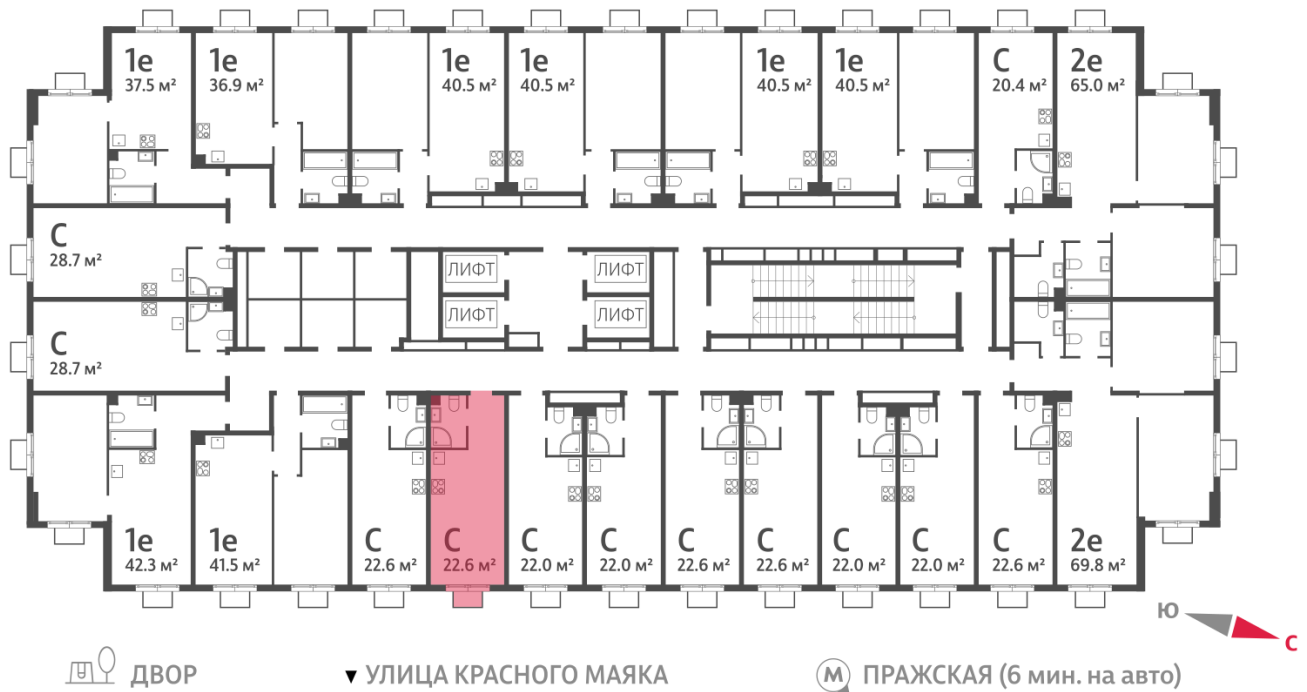 1е
37.5 м²
1е
36.9 м²
1е
40.5 м²
1е
40.5 м²
1е
40.5 м²
1е
40.5 м²
С
20.4 м²
2е
65.0 м²
С
28.7 м²
ЛИФТ
ЛИФТ
ЛИФТ
ЛИФТ
С
28.7 м²
1е
42.3 м²
1е
41.5 м²
С
22.6 м²
С
22.6 м²
С
22.0 м²
С
22.0 м²
С
22.6 м²
С
22.6 м²
С
22.0 м²
С
22.0 м²
С
22.6 м²
2е
69.8 м²
Ю
С
ДВОР
УЛИЦА КРАСНОГО МАЯКА
М ПРАЖСКАЯ (6 мин. на авто)